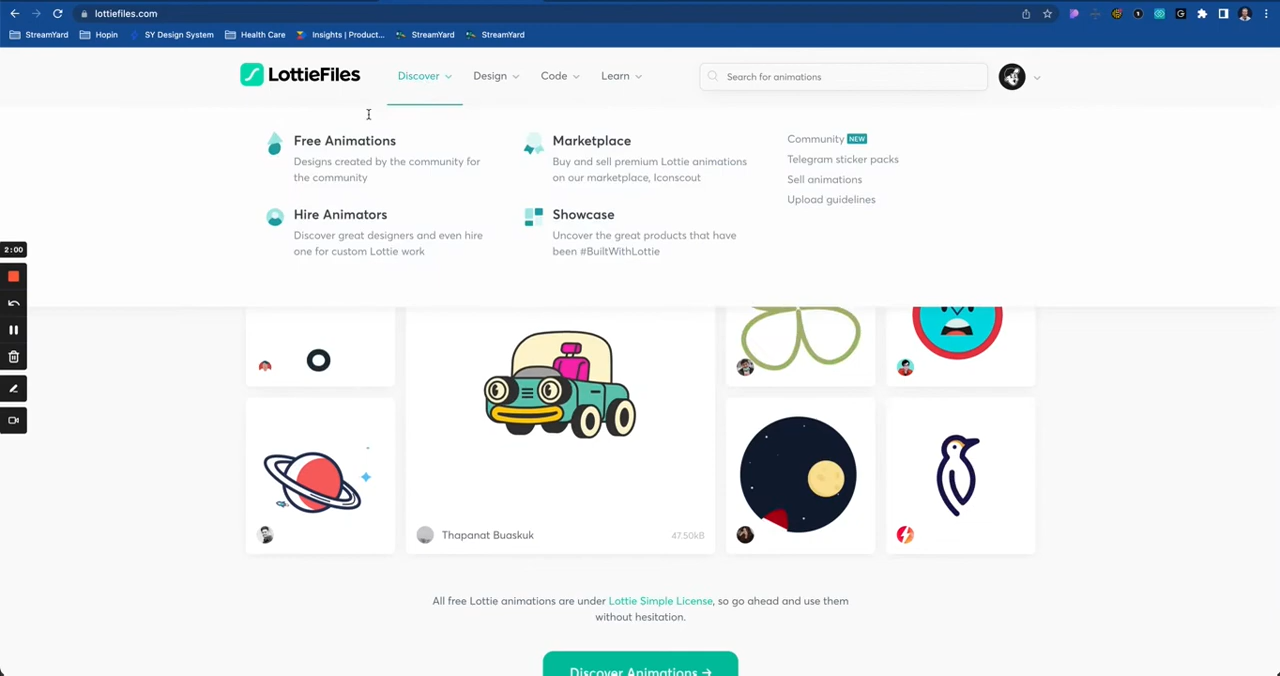 lottiefiles.com
StreamYard
Hopin
SY Design System
Health Care
Insights | Product...
StreamYard
StreamYard
LottieFiles
Discover
Design
Code
Learn
Search for animations
Free Animations
Designs created by the community for
the community
Marketplace
Buy and sell premium Lottie animations
on our marketplace, Iconscout
Community NEW
Telegram sticker packs
Sell animations
Upload guidelines
Hire Animators
Discover great designers and even hire
one for custom Lottie work
Showcase
Uncover the great products that have
been #BuiltWithLottie
2:00
Thapanat Buaskuk
47.50kB
All free Lottie animations are under Lottie Simple License, so go ahead and use them
without hesitation.
Discover Animations →